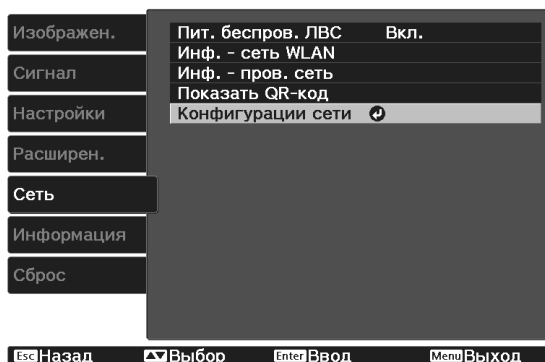 Изображен.
Сигнал
Настройки
Расширен.
Сеть
Информация
Сброс
Пит. беспров. ЛВС Вкл.
Инф. - сеть WLAN
Инф. - пров. сеть
Показать QR-код
Конфигурации сети
Esc Назад Выбор Enter Ввод Menu Выход